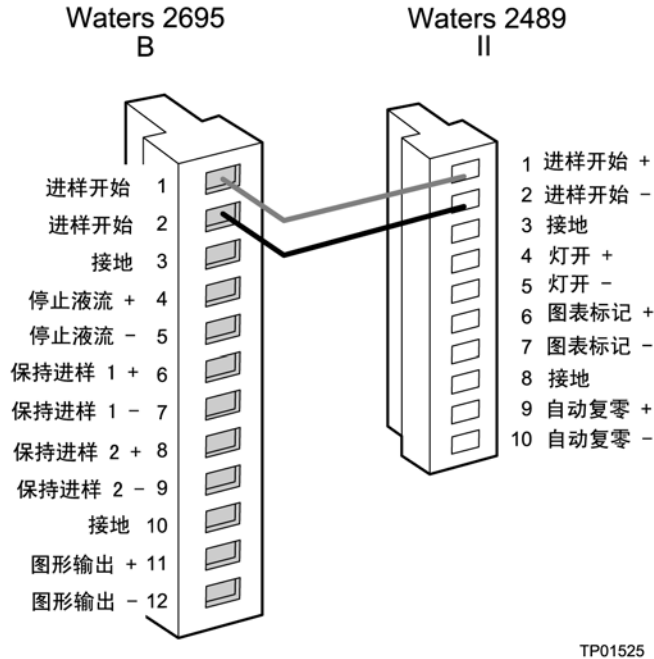 Waters 2695
B
Waters 2489
II
进样开始 1
进样开始 2
接地 3
停止液流 + 4
停止液流 - 5
保持进样 1 + 6
保持进样 1 - 7
保持进样 2 + 8
保持进样 2 - 9
接地 10
图形输出 + 11
图形输出 - 12
1 进样开始 +
2 进样开始 -
3 接地
4 灯开 +
5 灯开 -
6 图表标记 +
7 图表标记 -
8 接地
9 自动复零 +
10 自动复零 -
TP01525